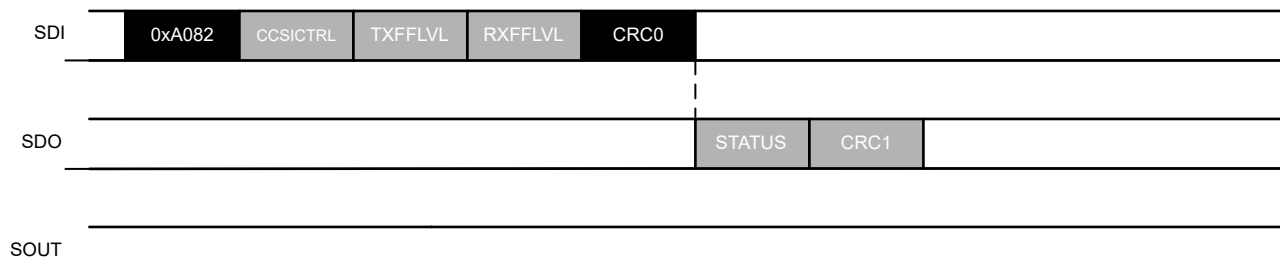 SDI 0xA082 CCSICTRL TXFFLVL RXFFLVL CRC0
SDO STATUS CRC1
SOUT